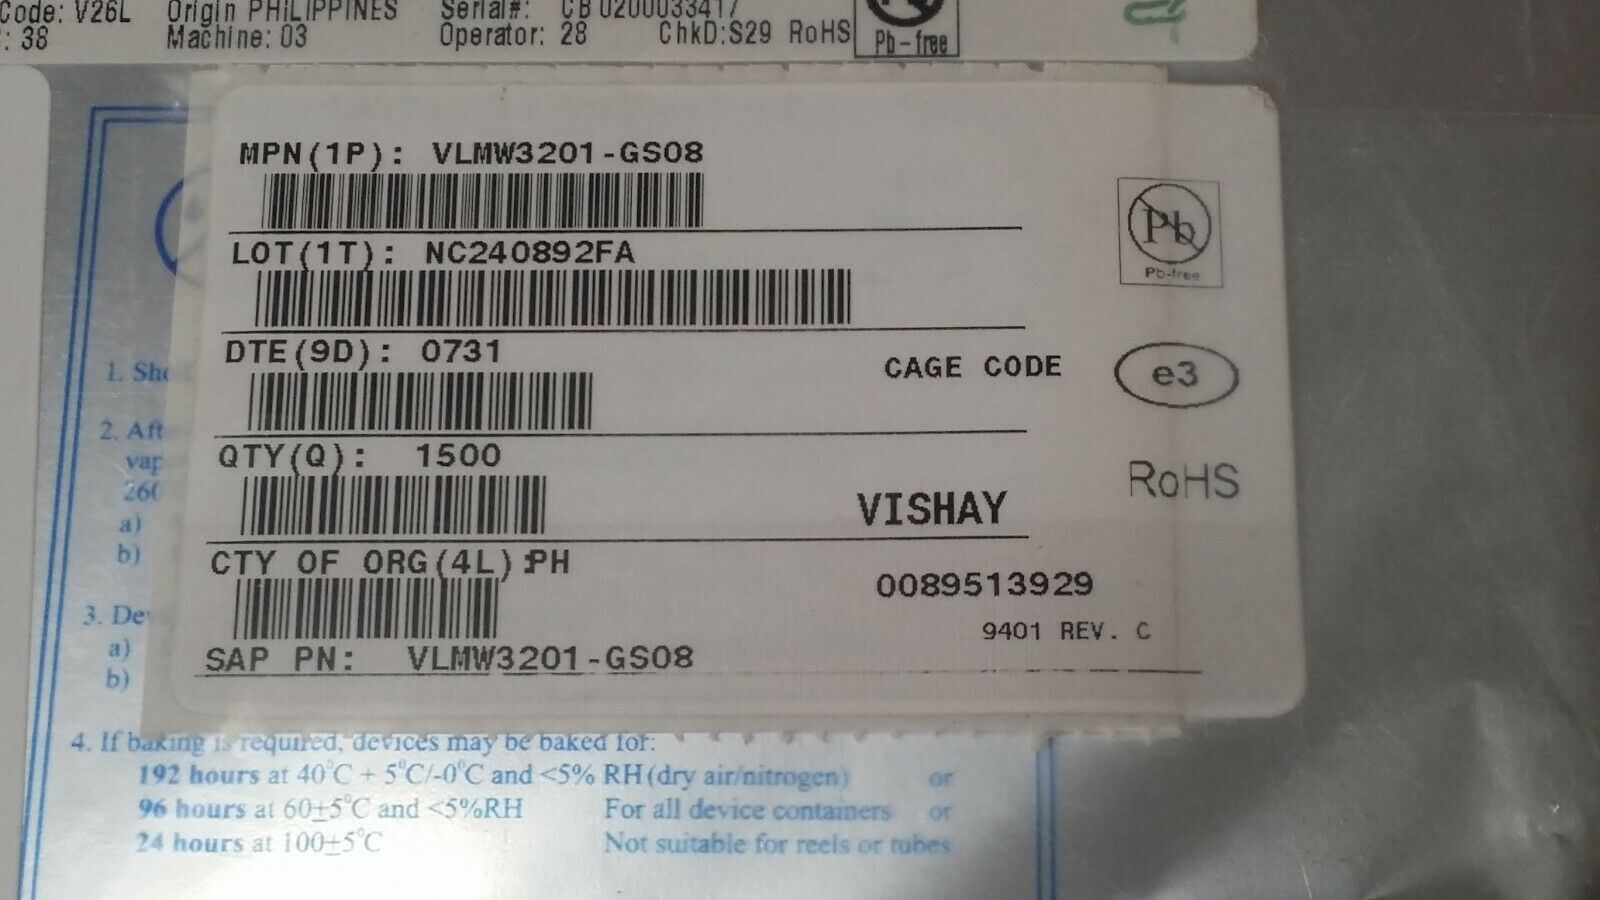 Code: V26L Origin PHILIPPINES Serial#: CB 0200033417
: 38 Machine: 03 Operator: 28 ChkD:S29 RoHS
Pb-free
MPN(1P): VLMW3201-GS08
LOT(1T): NC240892FA
Pb
Pb-free
DTE(9D): 0731
CAGE CODE
e3
QTY(Q): 1500
RoHS
VISHAY
CTY OF ORG(4L):PH
0089513929
9401 REV. C
SAP PN: VLMW3201-GS08
1.
2.
a)
b)
3.
a)
b)
4. If baking is required, devices may be baked for:
192 hours at 40°C + 5°C/-0°C and <5% RH (dry air/nitrogen) or
96 hours at 60±5°C and <5%RH For all device containers or
24 hours at 100±5°C Not suitable for reels or tubes